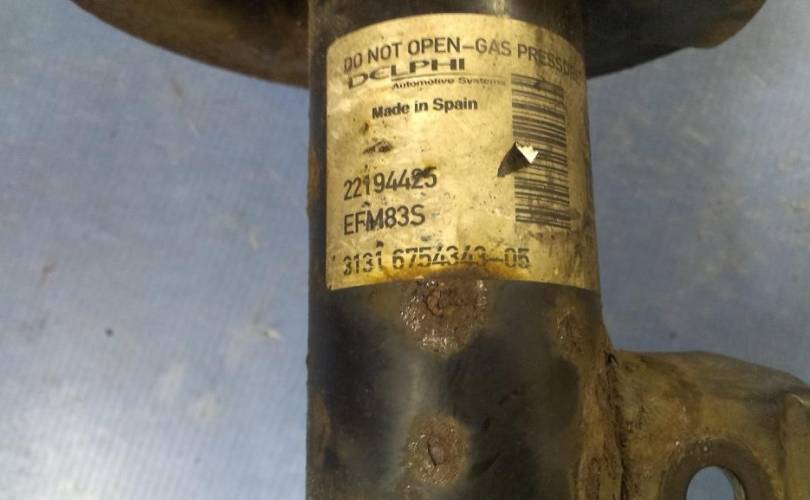 DO NOT OPEN-GAS PRESSURE
DELPHI
Automotive Systems
Made in Spain
22194425
EFM83S
3131 6754343-05